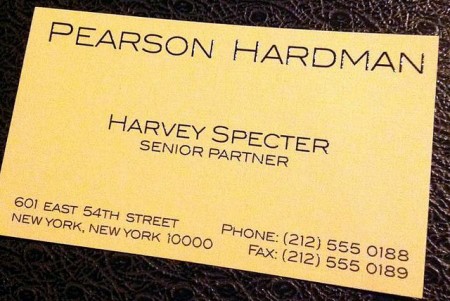 PEARSON HARDMAN
HARVEY SPECTER
SENIOR PARTNER
601 EAST 54TH STREET
NEW YORK, NEW YORK 10000
PHONE: (212) 555 0188
FAX: (212) 555 0189